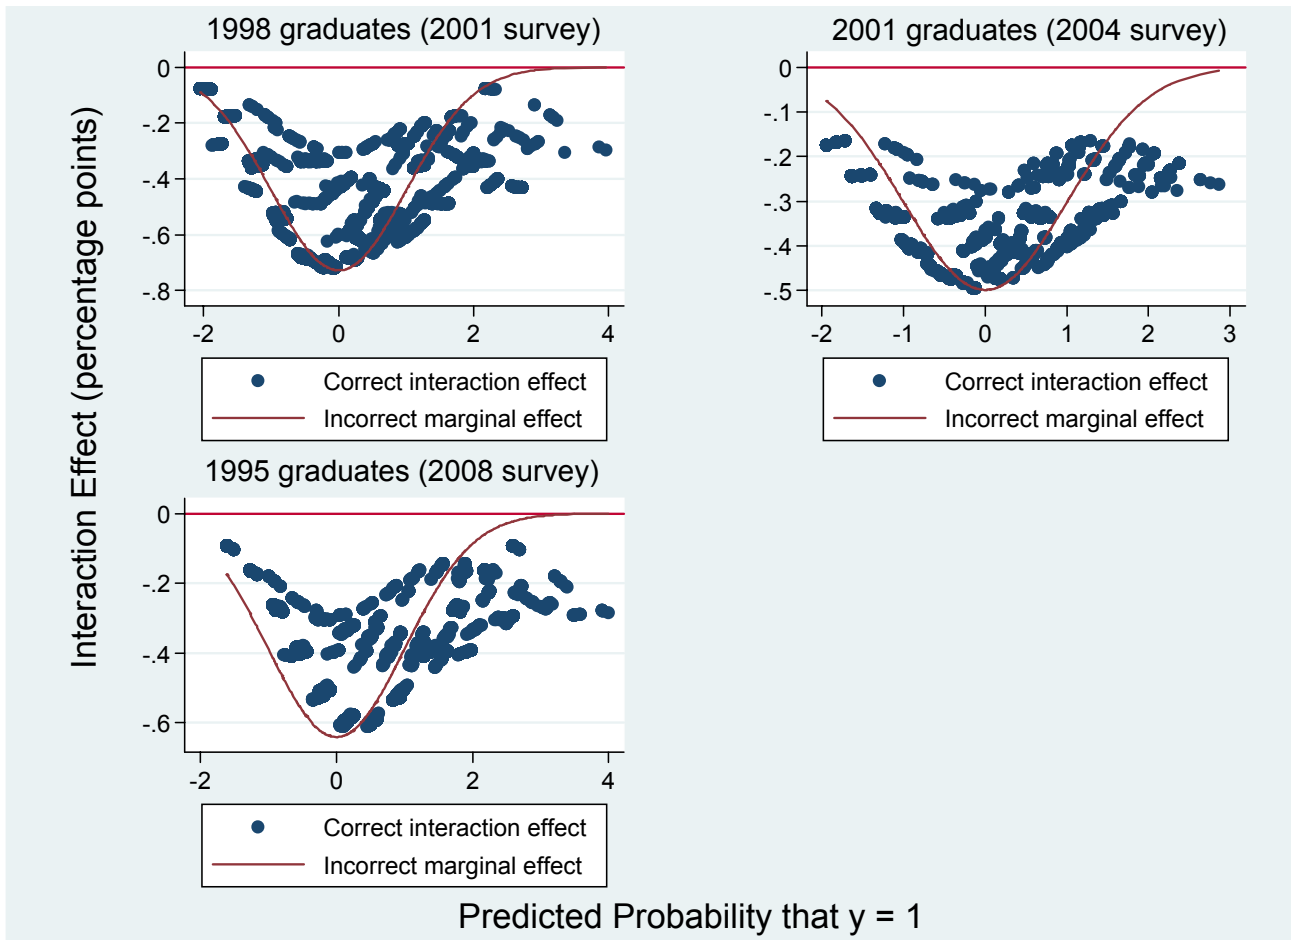 1998 graduates (2001 survey)
0
-.2
-.4
-.6
-.8
-2 0 2 4
Correct interaction effect
Incorrect marginal effect
2001 graduates (2004 survey)
0
-.1
-.2
-.3
-.4
-.5
-2 -1 0 1 2 3
Correct interaction effect
Incorrect marginal effect
1995 graduates (2008 survey)
0
-.2
-.4
-.6
-2 0 2 4
Correct interaction effect
Incorrect marginal effect
Interaction Effect (percentage points)
Predicted Probability that y = 1